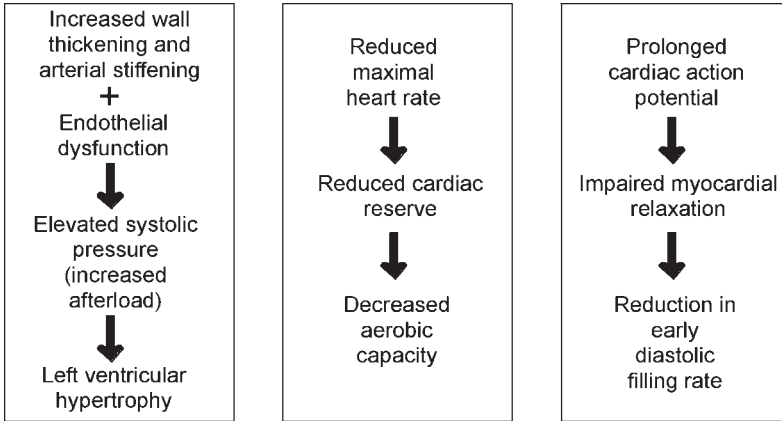 Increased wall
thickening and
arterial stiffening
+
Endothelial
dysfunction
Elevated systolic
pressure
(increased
afterload)
Left ventricular
hypertrophy
Reduced
maximal
heart rate
Reduced cardiac
reserve
Decreased
aerobic
capacity
Prolonged
cardiac action
potential
Impaired myocardial
relaxation
Reduction in
early
diastolic
filling rate